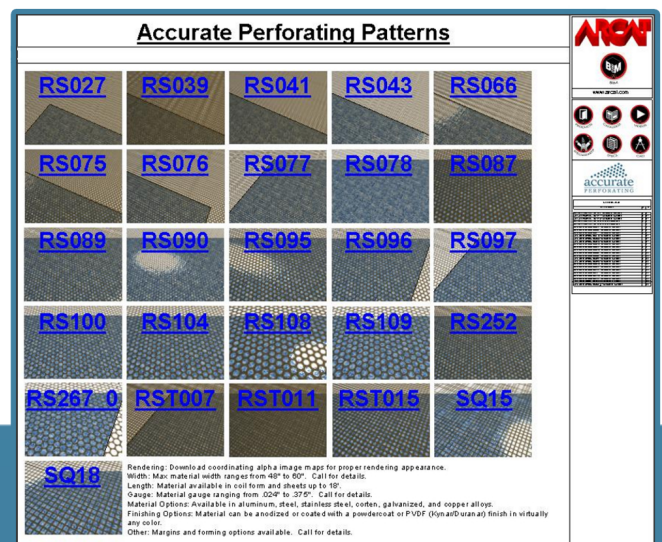 Accurate Perforating Patterns
ARCAT
BIM
www.arcat.com
RS027 RS039 RS041 RS043 RS066
RS075 RS076 RS077 RS078 RS087
RS089 RS090 RS095 RS096 RS097
RS100 RS104 RS108 RS109 RS252
RS267_0 RST007 RST011 RST015 SQ15
SQ18
accurate
PERFORATING
Rendering: Download coordinating alpha image maps for proper rendering appearance.
Width: Max material width ranges from 48" to 60". Call for details.
Length: Material available in coil form and sheets up to 18'.
Gauge: Material gauge ranging from .024" to .375". Call for details.
Material Options: Available in aluminum, steel, stainless steel, corten, galvanized, and copper alloys.
Finishing Options: Material can be anodized or coated with a powdercoat or PVDF (Kynar/Duranar) finish in virtually
any color.
Other: Margins and forming options available. Call for details.